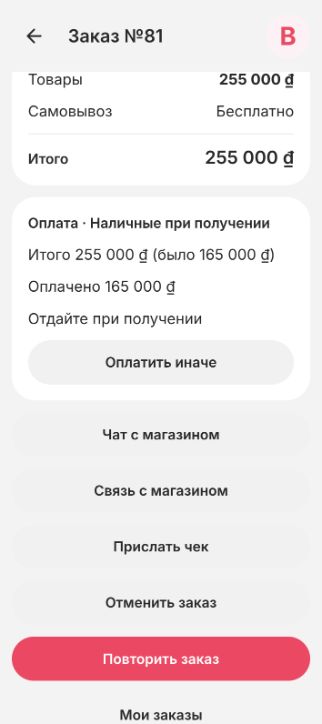 Заказ №81
B
Товары 255 000 ₫
Самовывоз Бесплатно
Итого 255 000 ₫
Оплата · Наличные при получении
Итого 255 000 ₫ (было 165 000 ₫)
Оплачено 165 000 ₫
Отдайте при получении
Оплатить иначе
Чат с магазином
Связь с магазином
Прислать чек
Отменить заказ
Повторить заказ
Мои заказы